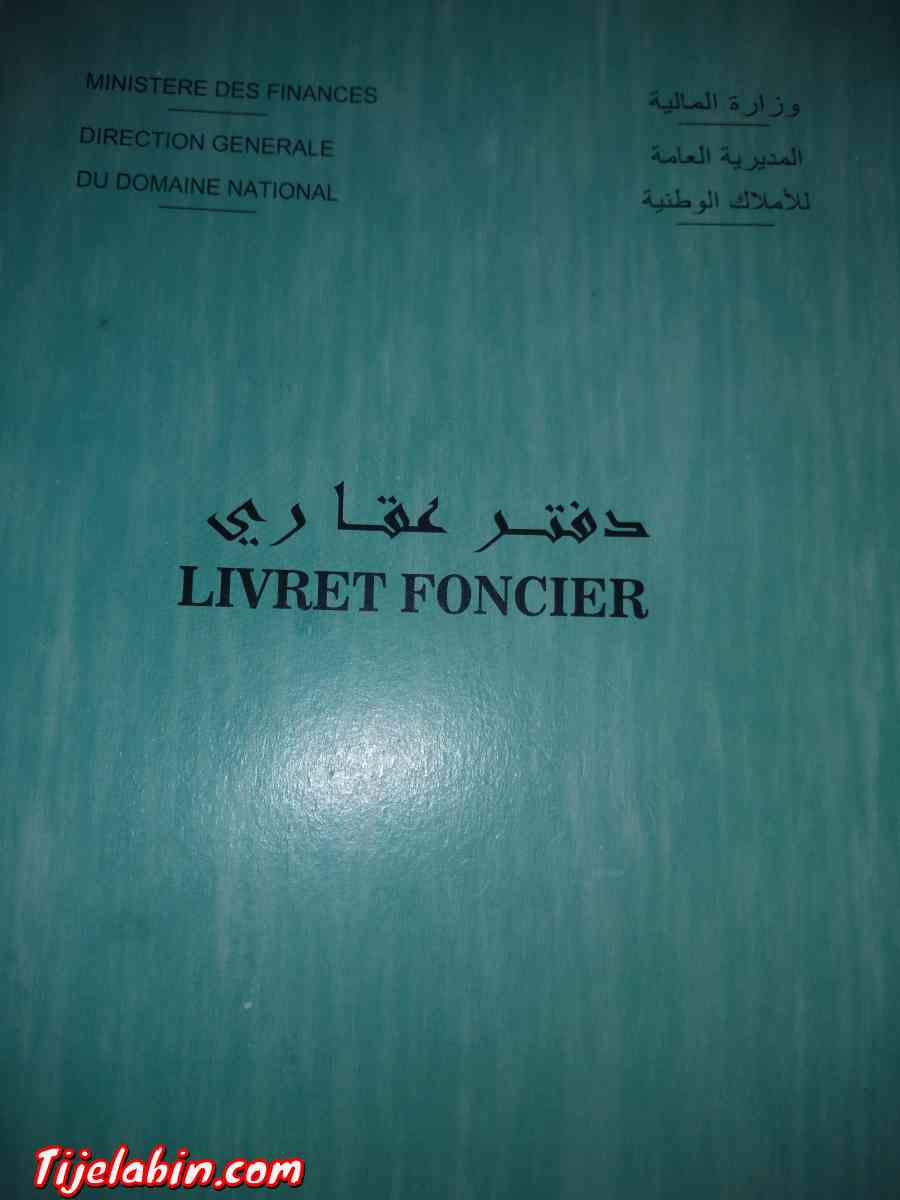 MINISTERE DES FINANCES
DIRECTION GENERALE
DU DOMAINE NATIONAL
وزارة المالية
المديرية العامة
للأملاك الوطنية
دفتر عقاري
LIVRET FONCIER
Tijelabin.com